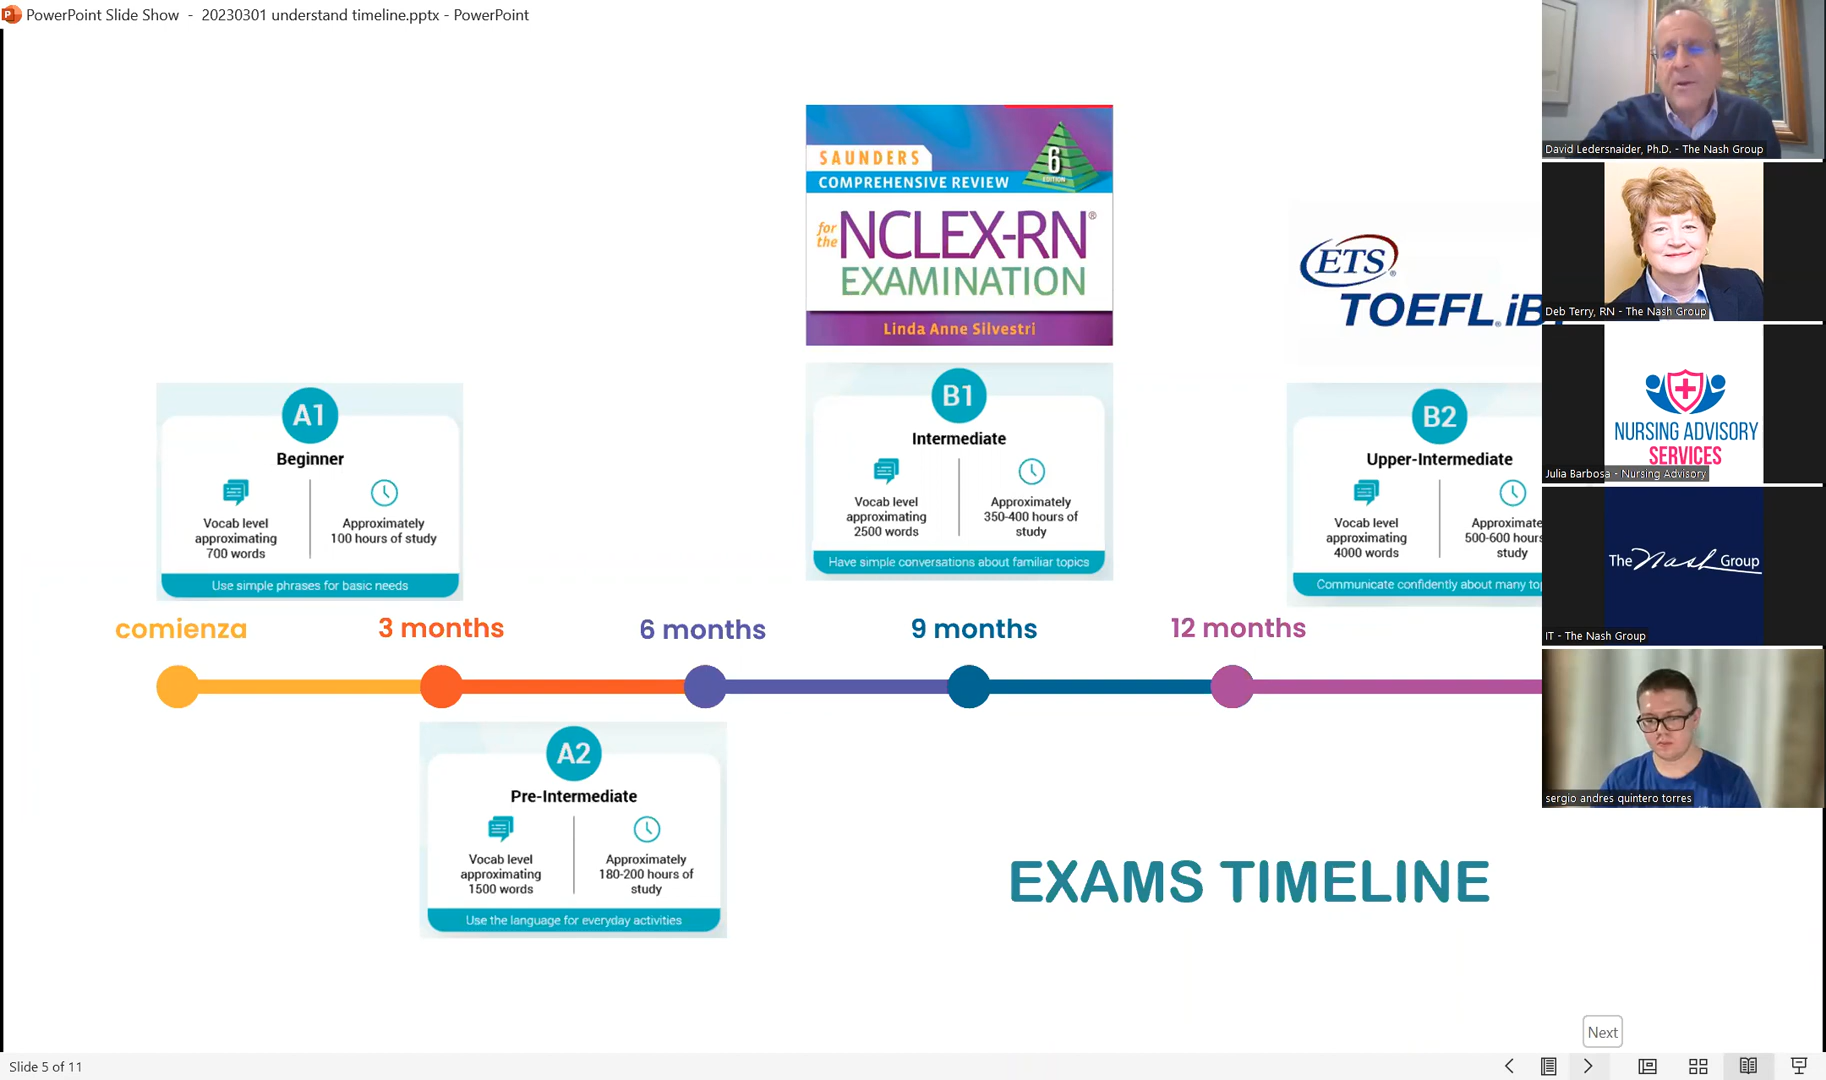 PowerPoint Slide Show - 20230301 understand timeline.pptx - PowerPoint
SAUNDERS
COMPREHENSIVE REVIEW
6
EDITION
for the
NCLEX-RN®
EXAMINATION
Linda Anne Silvestri
ETS®
TOEFL®iB
A1
Beginner
Vocab level
approximating
700 words
Approximately
100 hours of study
Use simple phrases for basic needs
B1
Intermediate
Vocab level
approximating
2500 words
Approximately
350-400 hours of
study
Have simple conversations about familiar topics
B2
Upper-Intermediate
Vocab level
approximating
4000 words
Approximate
500-600 hours
study
Communicate confidently about many to
comienza
3 months
6 months
9 months
12 months
A2
Pre-Intermediate
Vocab level
approximating
1500 words
Approximately
180-200 hours of
study
Use the language for everyday activities
EXAMS TIMELINE
David Ledersnaider, Ph.D. - The Nash Group
Deb Terry, RN - The Nash Group
NURSING ADVISORY
SERVICES
Julia Barbosa - Nursing Advisory
The Nash Group
IT - The Nash Group
sergio andres quintero torres
Next
Slide 5 of 11